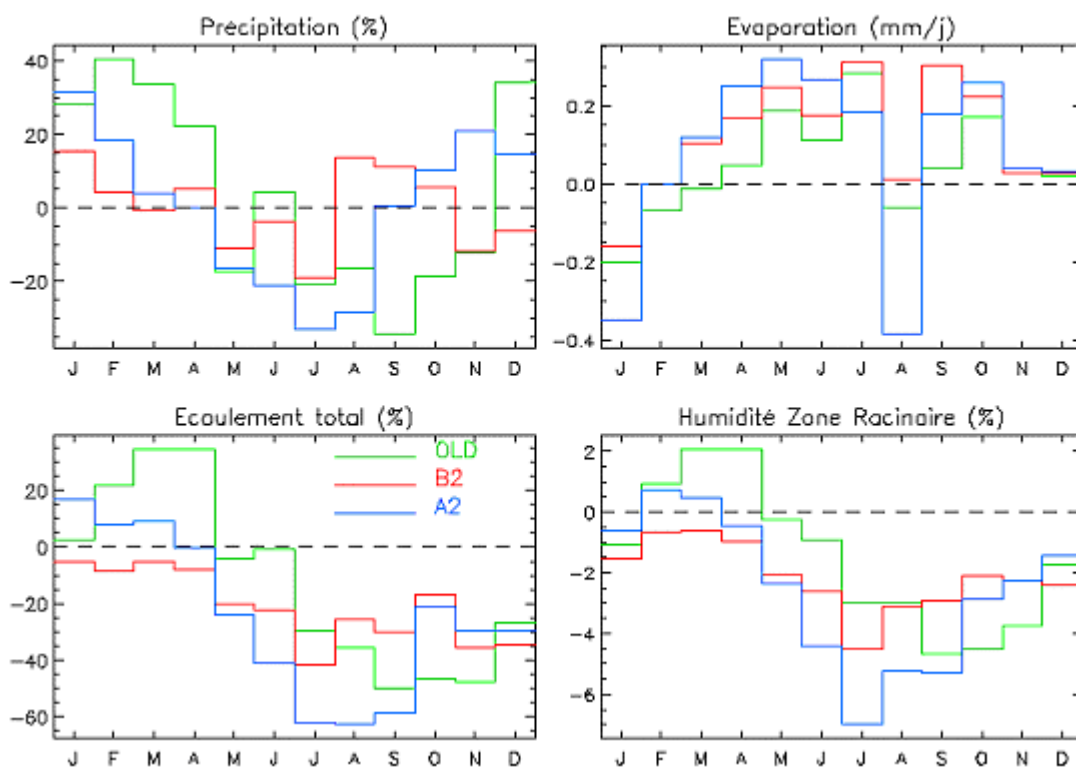 Précipitation (%)
40
20
0
−20
J F M A M J J A S O N D
Evaporation (mm/j)
0.2
0.0
−0.2
−0.4
J F M A M J J A S O N D
Ecoulement total (%)
20
0
−20
−40
−60
OLD
B2
A2
J F M A M J J A S O N D
Humidité Zone Racinaire (%)
2
0
−2
−4
−6
J F M A M J J A S O N D